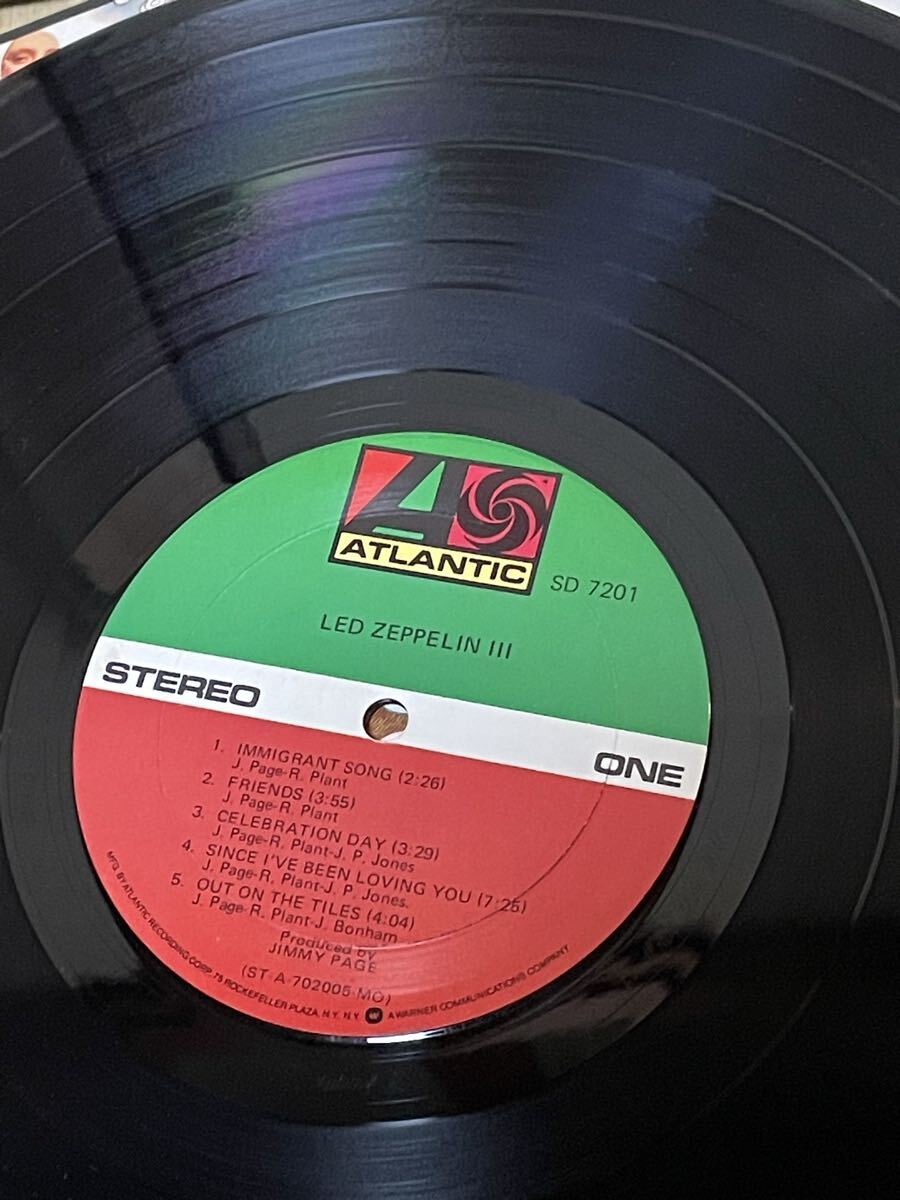 ATLANTIC
SD 7201
LED ZEPPELIN III
STEREO
ONE
1. IMMIGRANT SONG (2:26)
J. Page-R. Plant
2. FRIENDS (3:55)
J. Page-R. Plant
3. CELEBRATION DAY (3:29)
J. Page-R. Plant-J. P. Jones
4. SINCE I'VE BEEN LOVING YOU (7:25)
J. Page-R. Plant-J. P. Jones.
5. OUT ON THE TILES (4:04)
J. Page-R. Plant-J. Bonham
Produced by
JIMMY PAGE
(ST-A-702005-MO)
MFG. BY ATLANTIC RECORDING CORP. 75 ROCKEFELLER PLAZA, N.Y. N.Y. A WARNER COMMUNICATIONS COMPANY